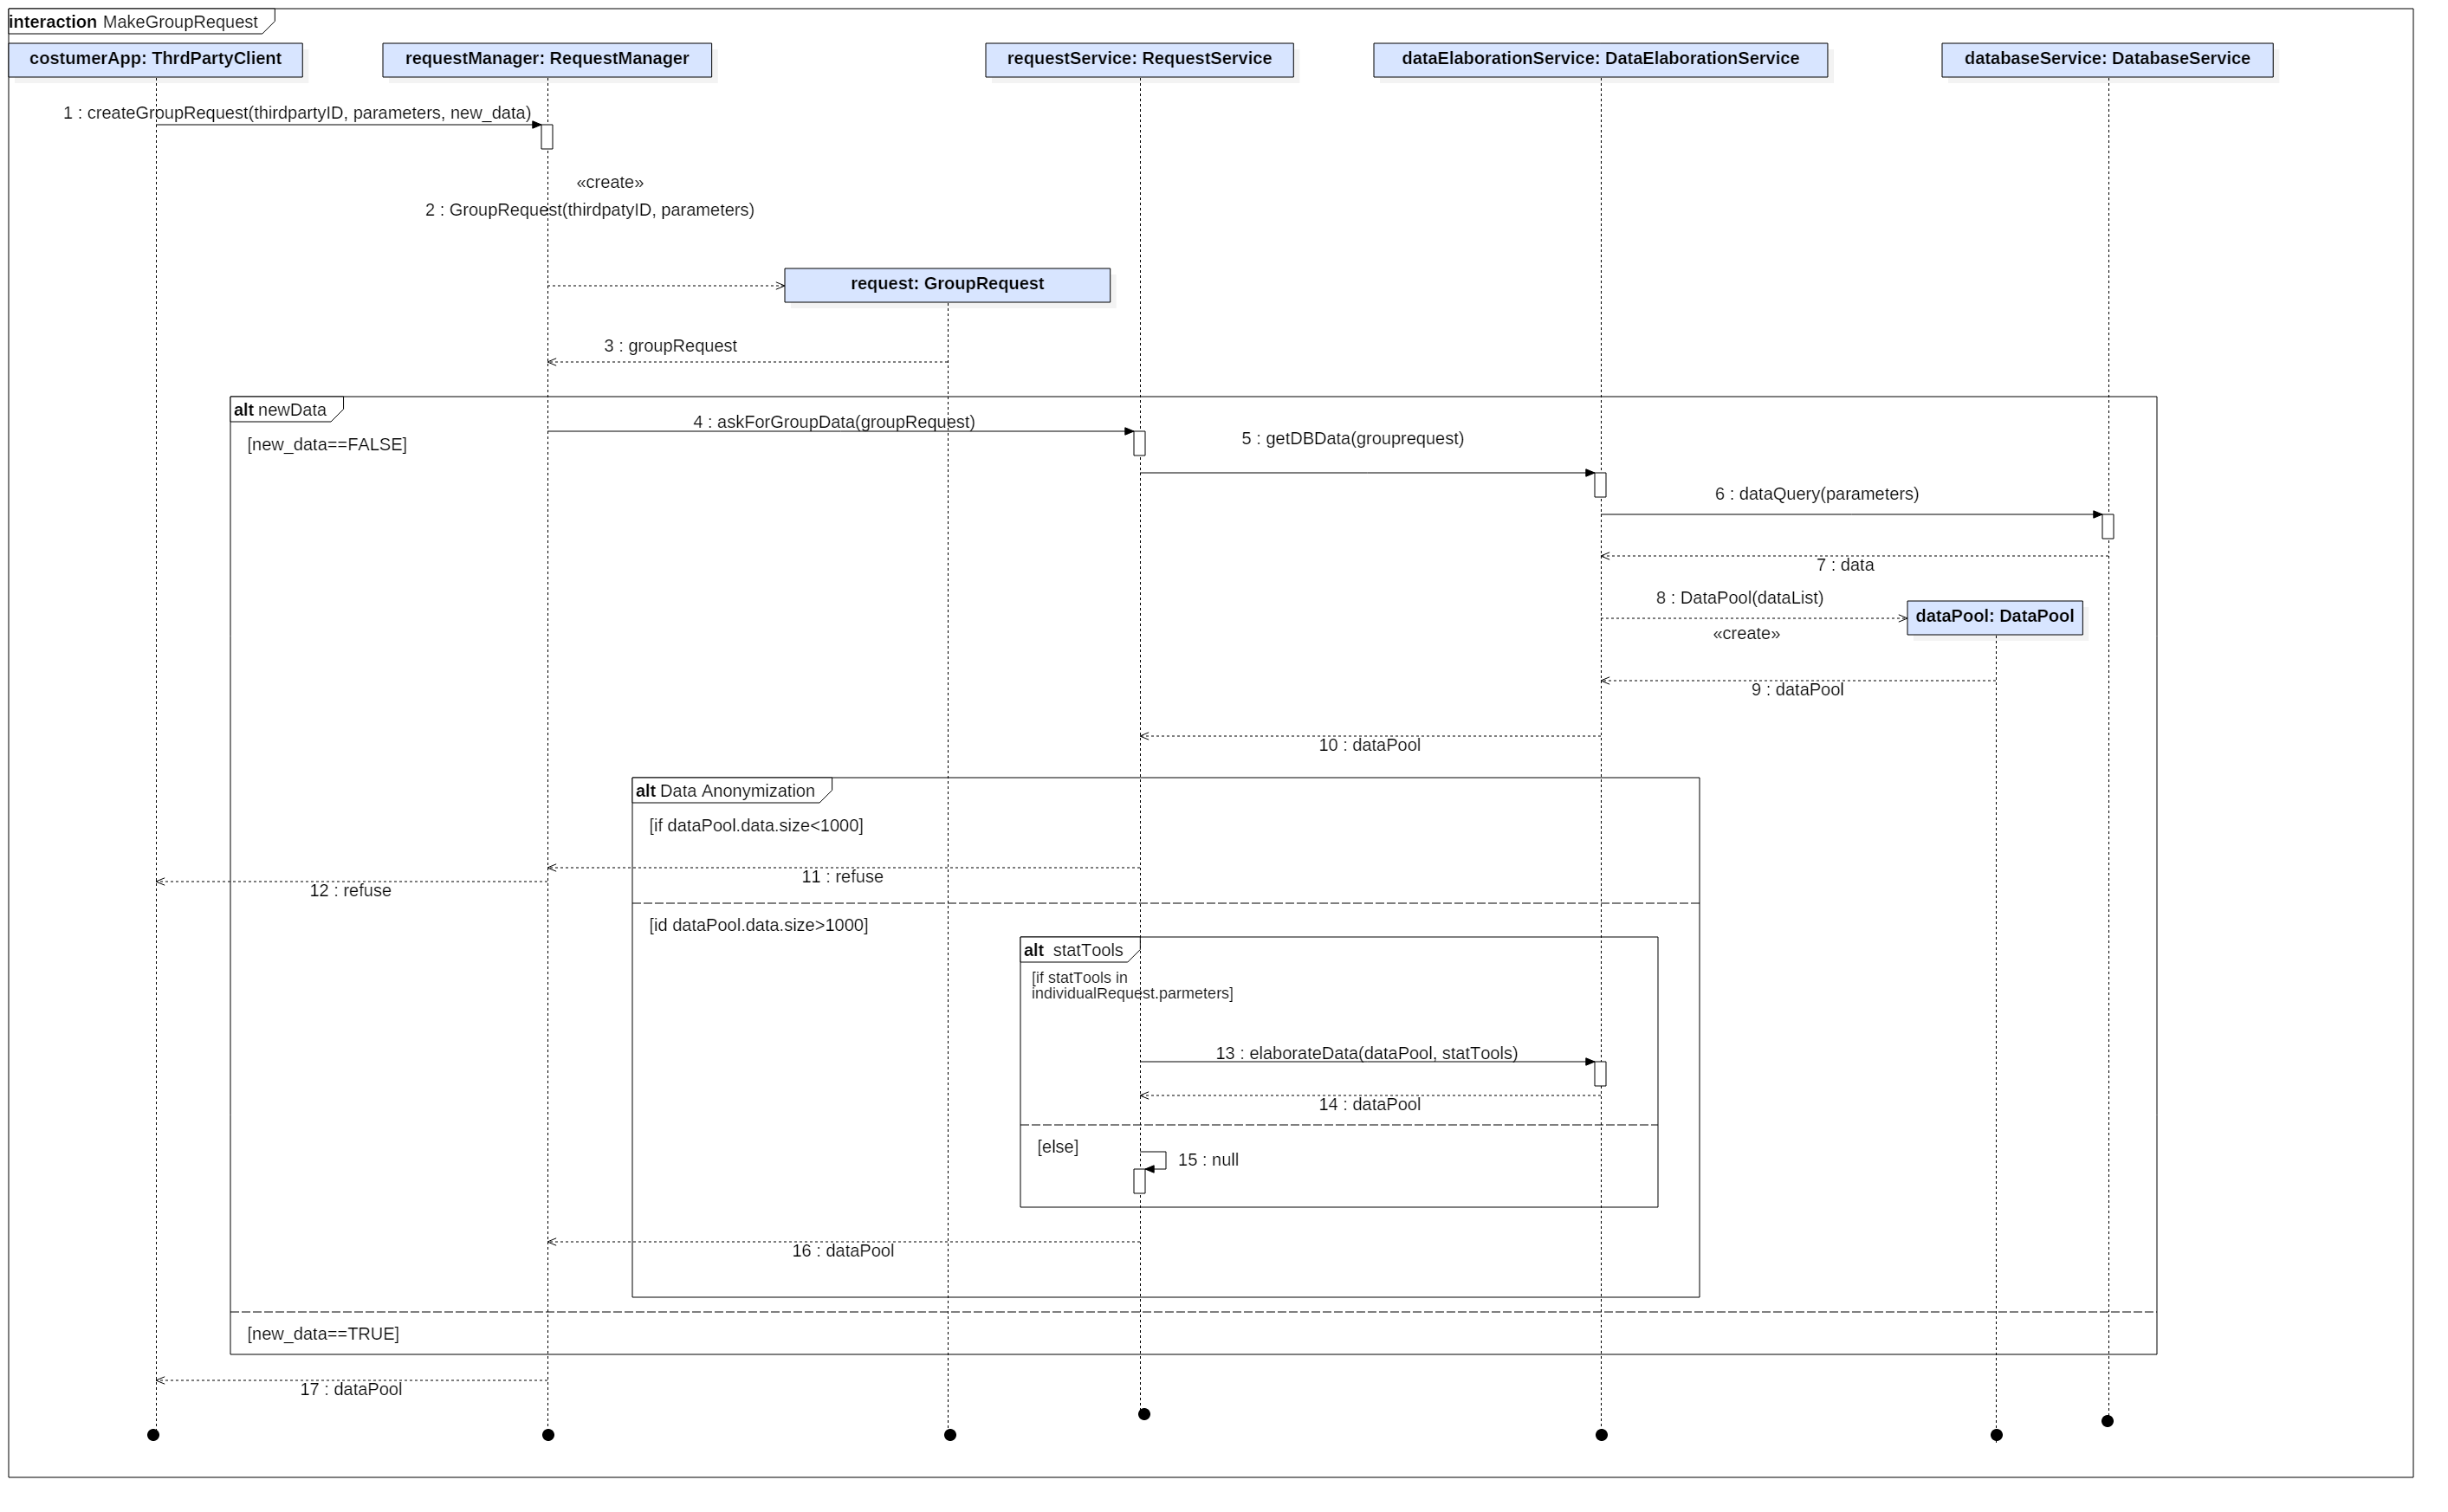 interaction MakeGroupRequest
costumerApp: ThrdPartyClient
requestManager: RequestManager
requestService: RequestService
dataElaborationService: DataElaborationService
databaseService: DatabaseService
1 : createGroupRequest(thirdpartyID, parameters, new_data)
«create»
2 : GroupRequest(thirdpatyID, parameters)
request: GroupRequest
3 : groupRequest
alt newData
[new_data==FALSE]
4 : askForGroupData(groupRequest)
5 : getDBData(grouprequest)
6 : dataQuery(parameters)
7 : data
8 : DataPool(dataList)
«create»
dataPool: DataPool
9 : dataPool
10 : dataPool
alt Data Anonymization
[if dataPool.data.size<1000]
11 : refuse
12 : refuse
[id dataPool.data.size>1000]
alt statTools
[if statTools in
individualRequest.parmeters]
13 : elaborateData(dataPool, statTools)
14 : dataPool
[else]
15 : null
16 : dataPool
[new_data==TRUE]
17 : dataPool